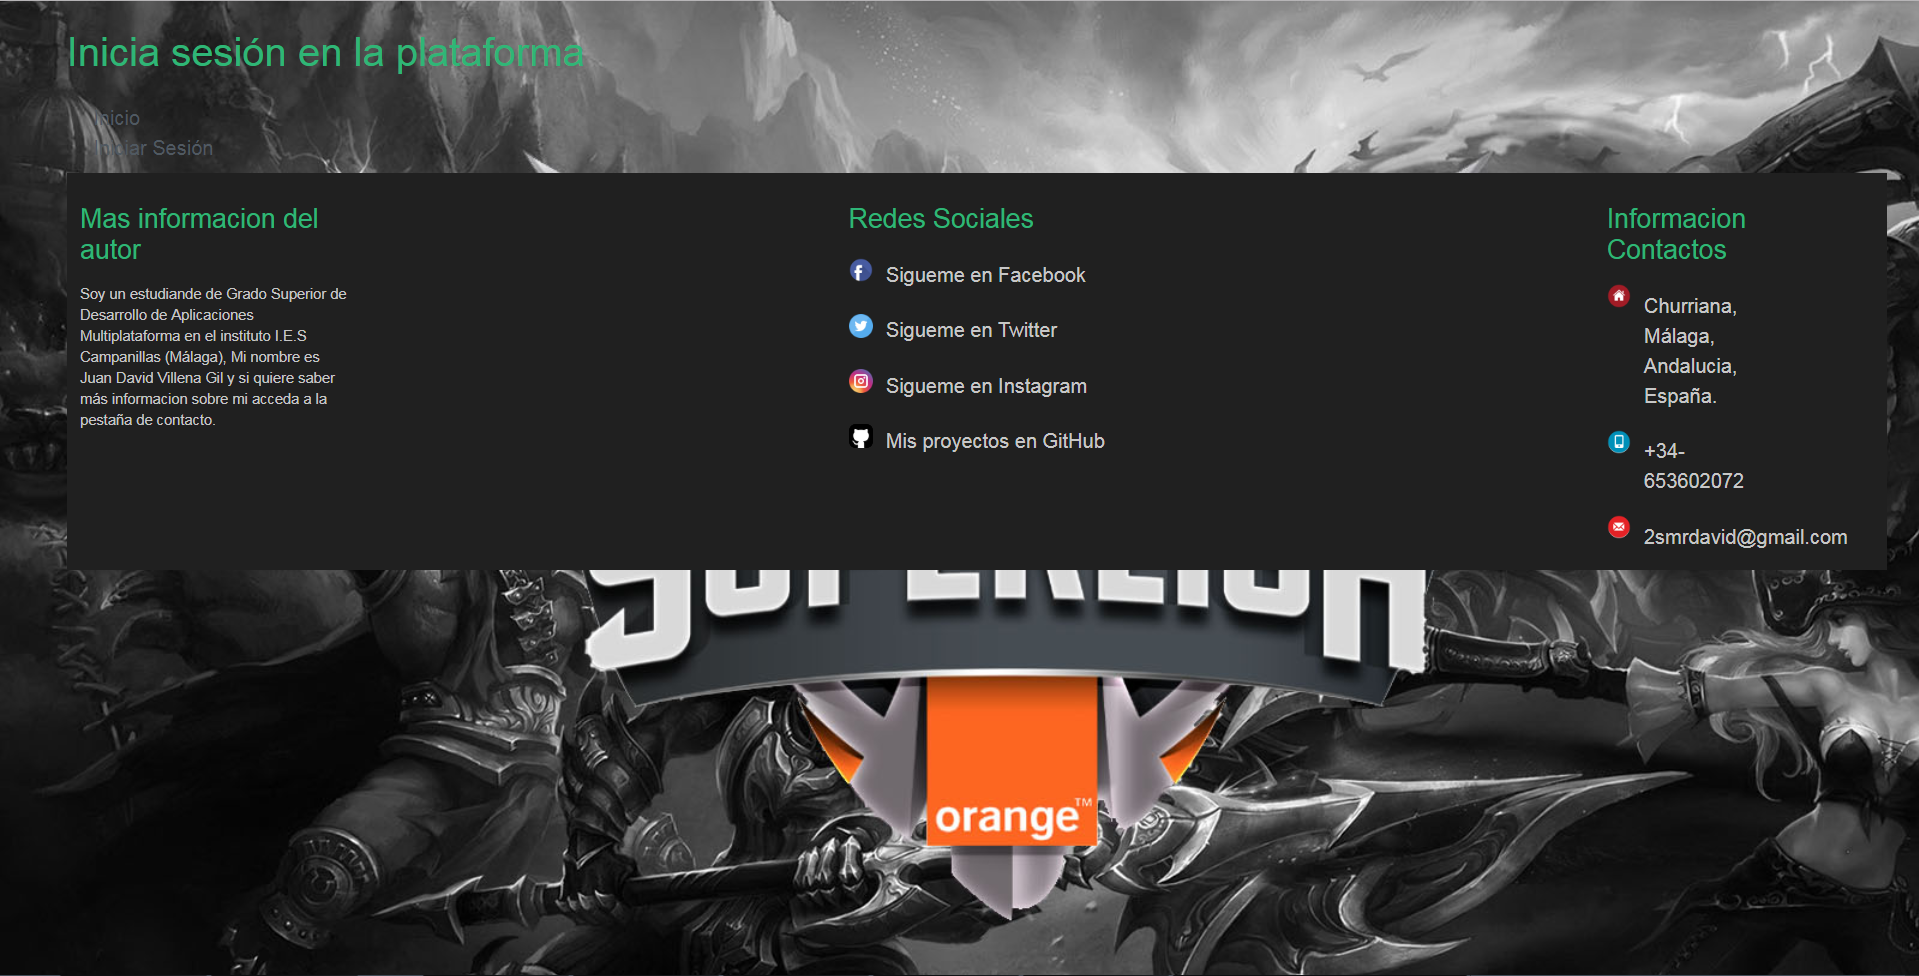 Inicia sesión en la plataforma
Inicio
Iniciar Sesión
Mas informacion del
autor
Soy un estudiande de Grado Superior de
Desarrollo de Aplicaciones
Multiplataforma en el instituto I.E.S
Campanillas (Málaga), Mi nombre es
Juan David Villena Gil y si quiere saber
más informacion sobre mi acceda a la
pestaña de contacto.
Redes Sociales
Sigueme en Facebook
Sigueme en Twitter
Sigueme en Instagram
Mis proyectos en GitHub
Informacion
Contactos
Churriana,
Málaga,
Andalucia,
España.
+34-
653602072
2smrdavid@gmail.com
SUPERLIGA
orange™